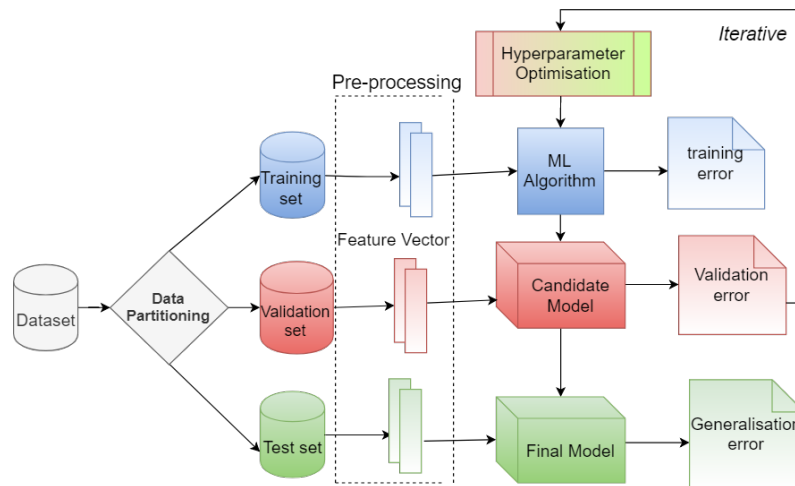 Iterative
Hyperparameter
Optimisation
Pre-processing
Training
set
ML
Algorithm
training
error
Feature Vector
Dataset
Data
Partitioning
Validation
set
Candidate
Model
Validation
error
Test set
Final Model
Generalisation
error